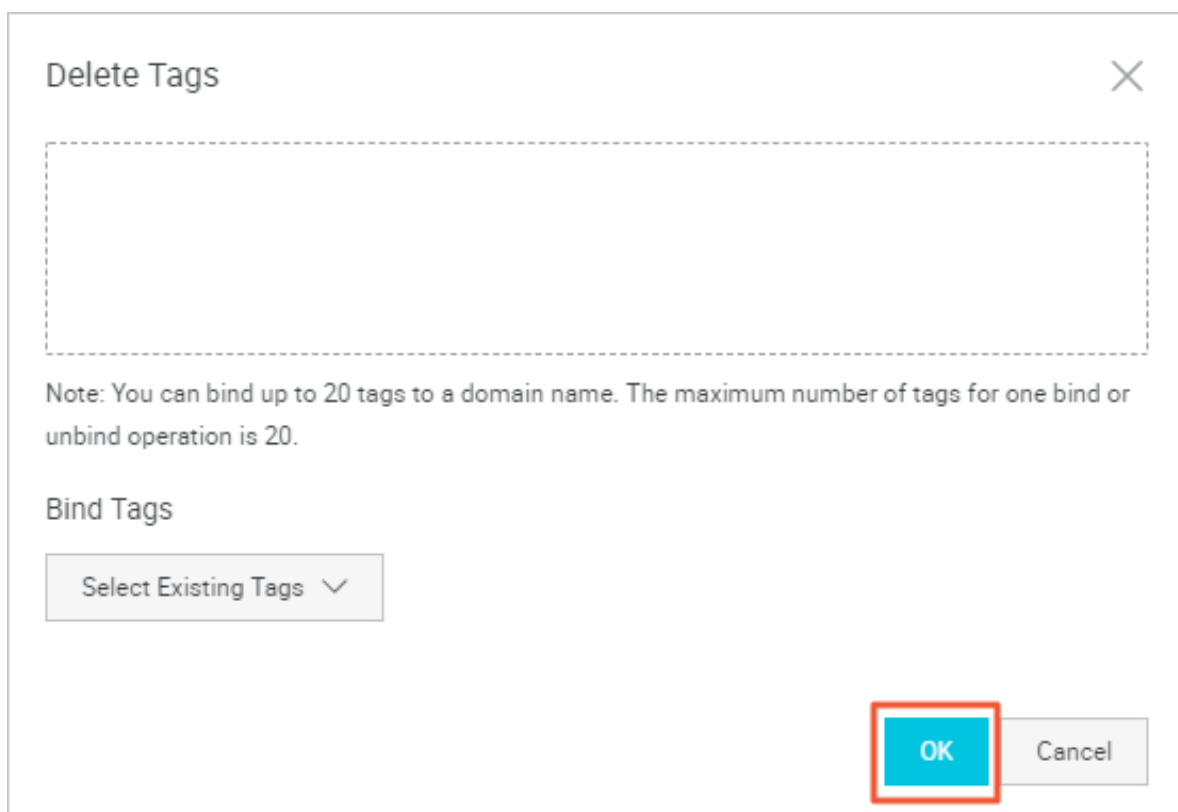 Delete Tags
Note: You can bind up to 20 tags to a domain name. The maximum number of tags for one bind or
unbind operation is 20.
Bind Tags
Select Existing Tags
OK
Cancel